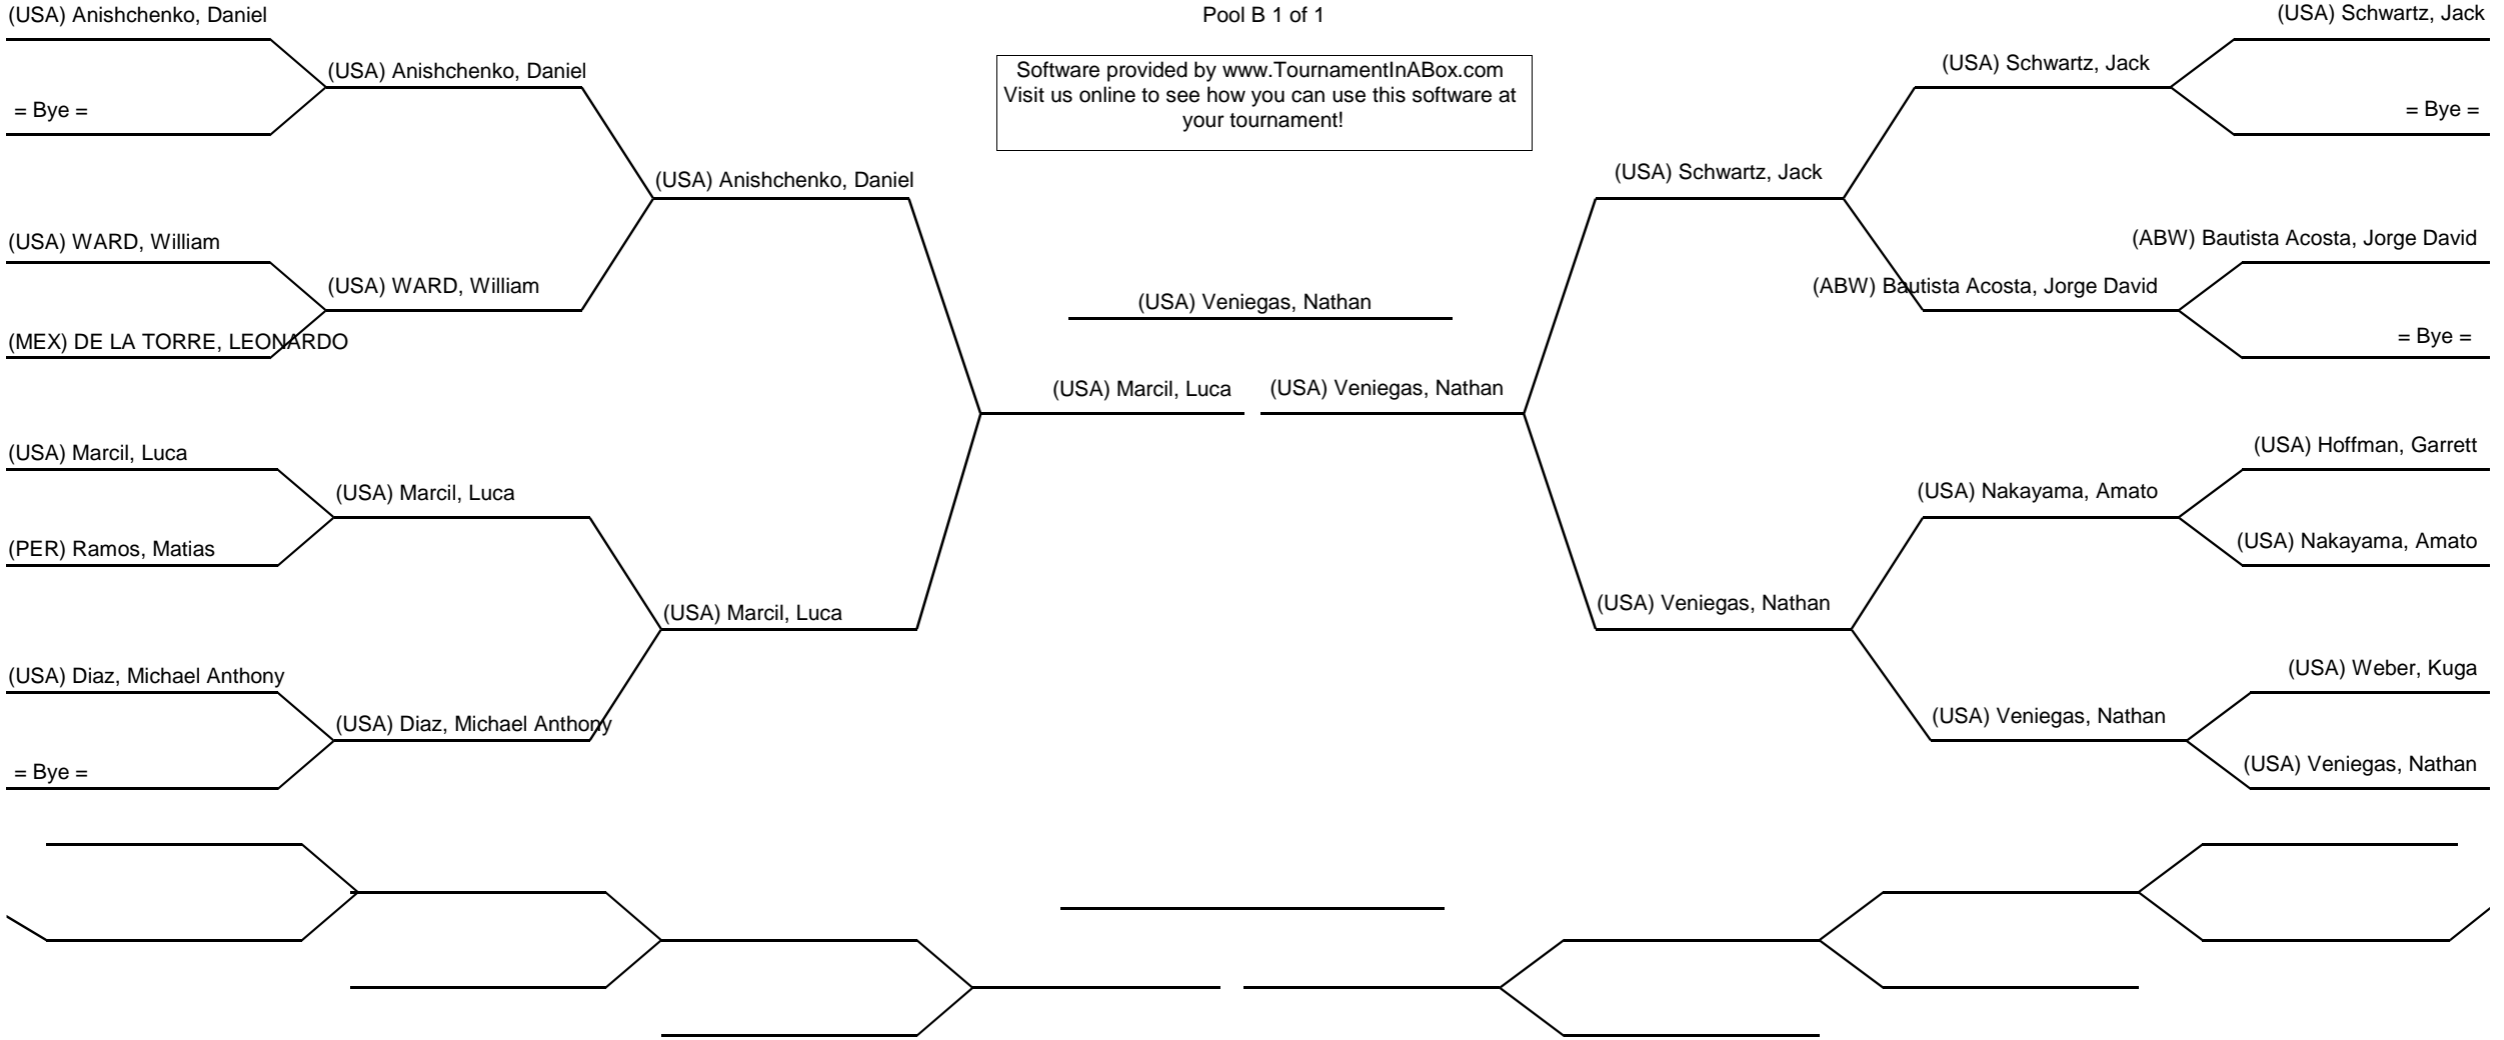 Pool B 1 of 1
Software provided by www.TournamentInABox.com
Visit us online to see how you can use this software at
your tournament!
(USA) Anishchenko, Daniel
= Bye =
(USA) WARD, William
(MEX) DE LA TORRE, LEONARDO
(USA) Marcil, Luca
(PER) Ramos, Matias
(USA) Diaz, Michael Anthony
= Bye =
(USA) Anishchenko, Daniel
(USA) WARD, William
(USA) Marcil, Luca
(USA) Diaz, Michael Anthony
(USA) Anishchenko, Daniel
(USA) Marcil, Luca
(USA) Veniegas, Nathan
(USA) Marcil, Luca
(USA) Veniegas, Nathan
(USA) Schwartz, Jack
(USA) Veniegas, Nathan
(USA) Schwartz, Jack
(ABW) Bautista Acosta, Jorge David
(USA) Nakayama, Amato
(USA) Veniegas, Nathan
(USA) Schwartz, Jack
= Bye =
(ABW) Bautista Acosta, Jorge David
= Bye =
(USA) Hoffman, Garrett
(USA) Nakayama, Amato
(USA) Weber, Kuga
(USA) Veniegas, Nathan